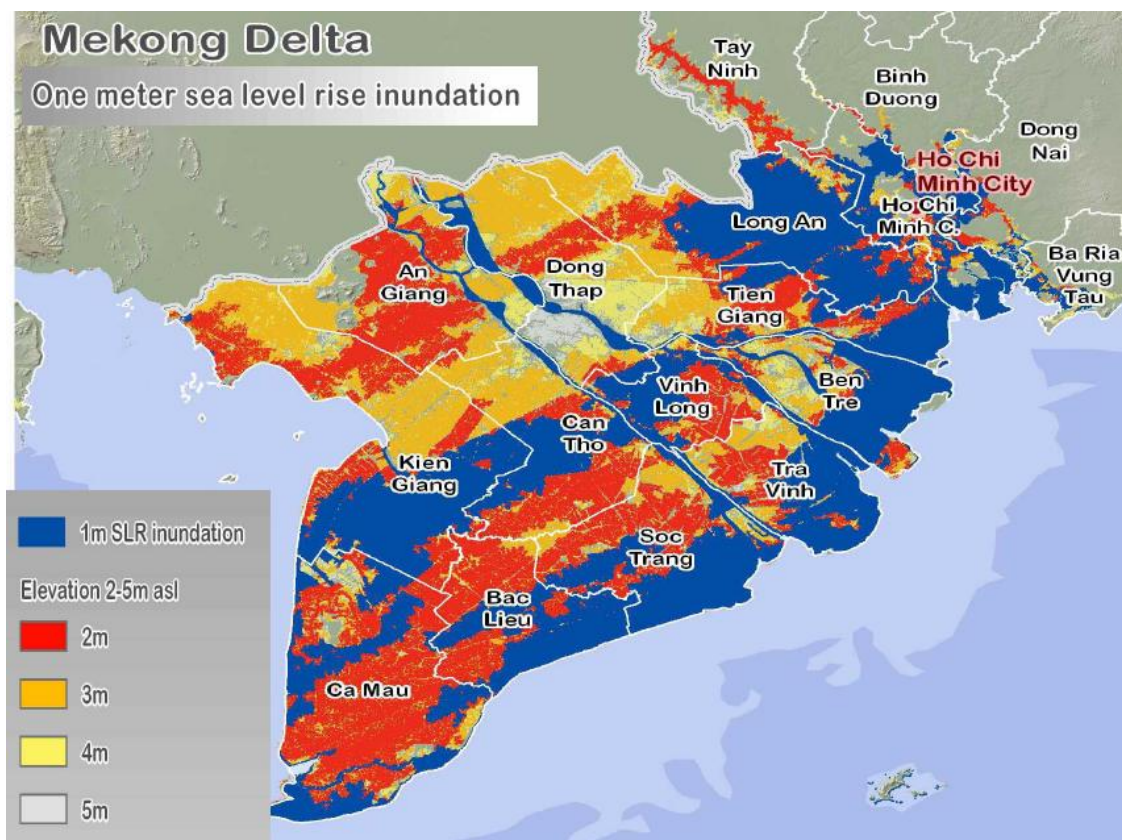 Mekong Delta
One meter sea level rise inundation
Tay
Ninh
Binh
Duong
Dong
Nai
Ho Chi
Minh City
Ho Chi
Minh C.
Long An
Ba Ria
Vung
Tau
An
Giang
Dong
Thap
Tien
Giang
Ben
Tre
Vinh
Long
Can
Tho
Kien
Giang
Tra
Vinh
Soc
Trang
Bac
Lieu
Ca Mau
1m SLR inundation
Elevation 2-5m asl
2m
3m
4m
5m